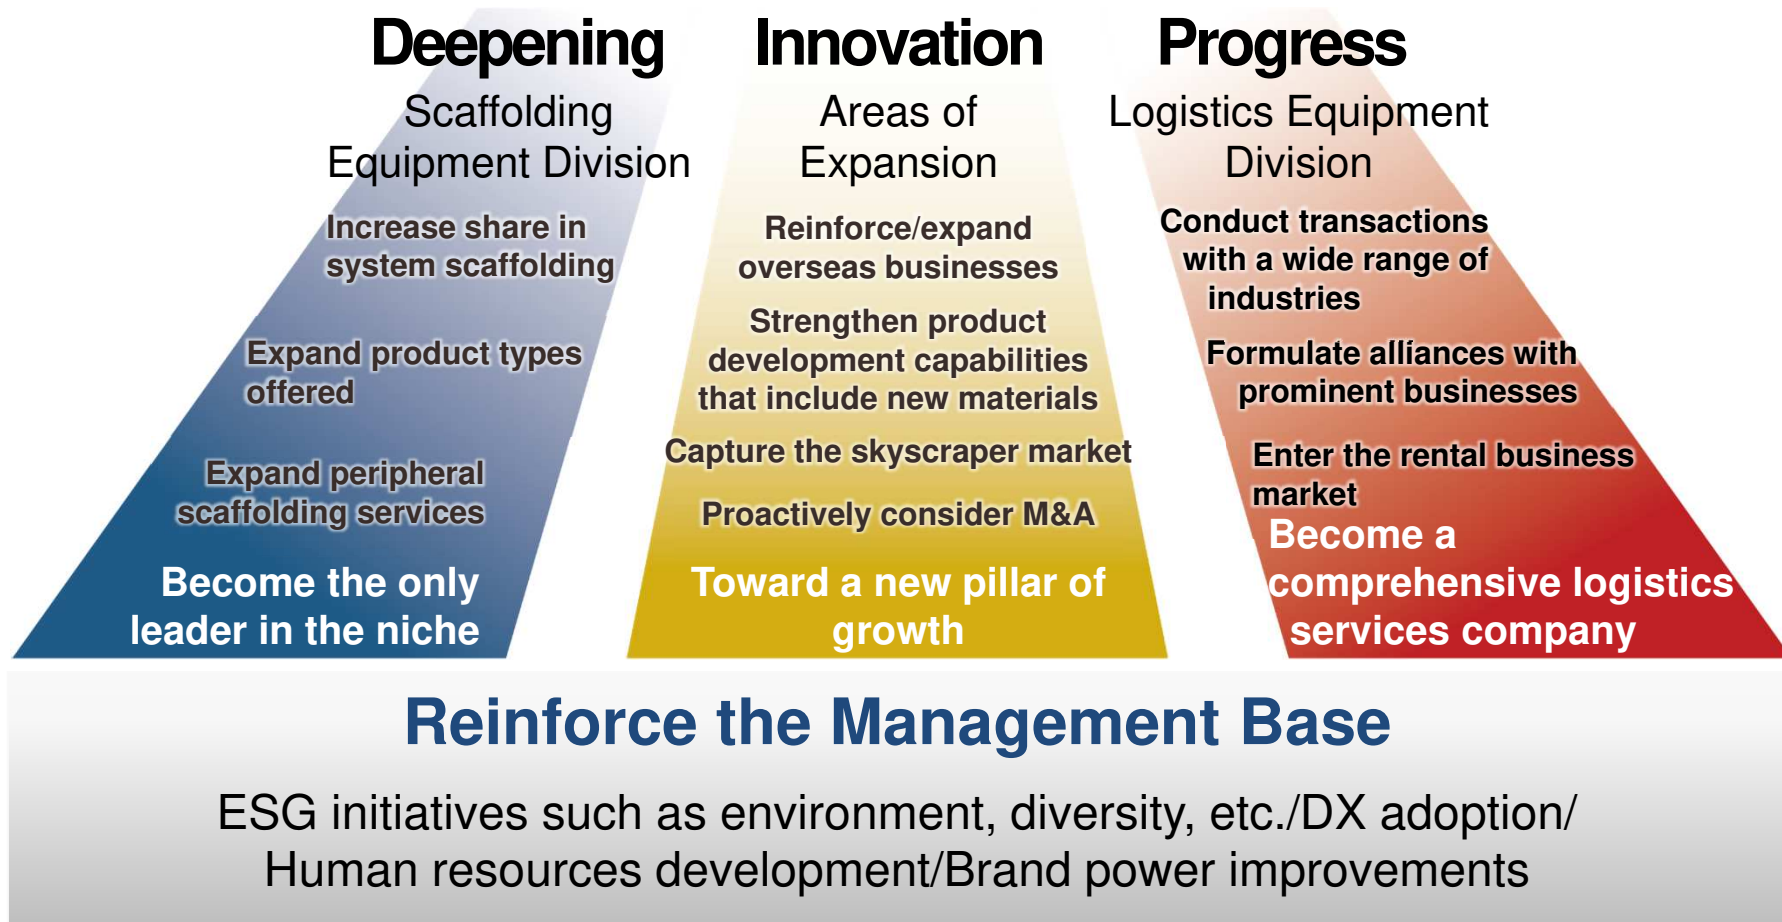 Deepening
Scaffolding
Equipment Division
Increase share in
system scaffolding
Expand product types
offered
Expand peripheral
scaffolding services
Become the only
leader in the niche
Innovation
Areas of
Expansion
Reinforce/expand
overseas businesses
Strengthen product
development capabilities
that include new materials
Capture the skyscraper market
Proactively consider M&A
Toward a new pillar of
growth
Progress
Logistics Equipment
Division
Conduct transactions
with a wide range of
industries
Formulate alliances with
prominent businesses
Enter the rental business
market
Become a
comprehensive logistics
services company
Reinforce the Management Base
ESG initiatives such as environment, diversity, etc./DX adoption/
Human resources development/Brand power improvements